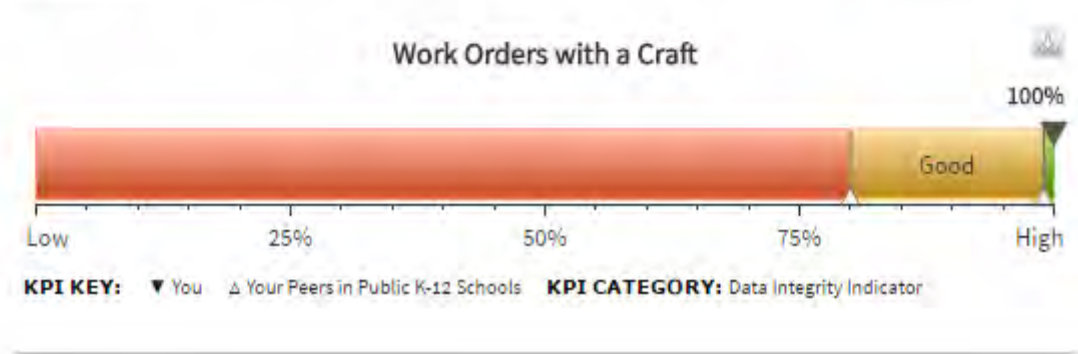 Work Orders with a Craft
100%
Good
Low 25% 50% 75% High
KPI KEY: ▼ You △ Your Peers in Public K-12 Schools KPI CATEGORY: Data Integrity Indicator